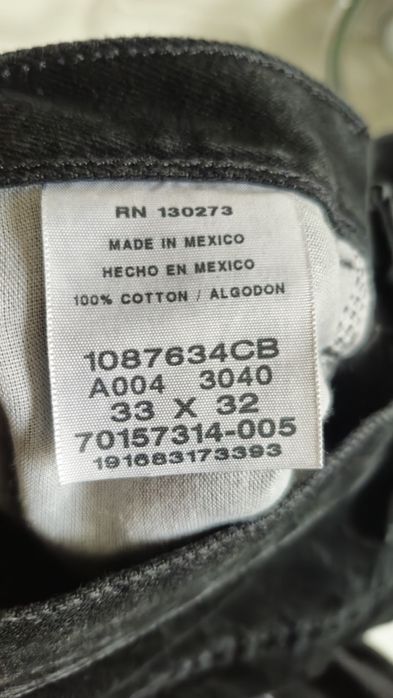 RN 130273
MADE IN MEXICO
HECHO EN MEXICO
100% COTTON / ALGODON
1087634CB
A004 3040
33 X 32
70157314-005
191683173393